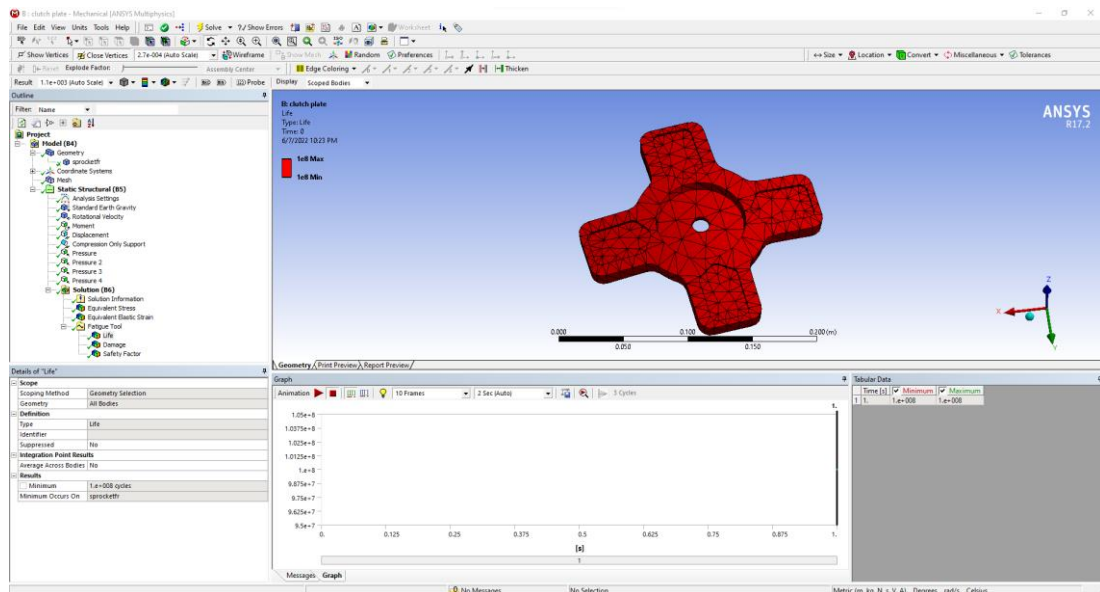 B : clutch plate - Mechanical [ANSYS Multiphysics]
File Edit View Units Tools Help Solve ?/ Show Errors Worksheet
Show Vertices Close Vertices 2.7e-004 (Auto Scale) Wireframe Show Mesh Random Preferences Size Location Convert Miscellaneous Tolerances
Reset Explode Factor: Assembly Center Edge Coloring Thicken
Result 1.1e+003 (Auto Scale) Probe Display Scoped Bodies
Outline
Filter: Name
Project
Model (B4)
Geometry
sprocketfr
Coordinate Systems
Mesh
Static Structural (B5)
Analysis Settings
Standard Earth Gravity
Rotational Velocity
Moment
Displacement
Compression Only Support
Pressure
Pressure 2
Pressure 3
Pressure 4
Solution (B6)
Solution Information
Equivalent Stress
Equivalent Elastic Strain
Fatigue Tool
Life
Damage
Safety Factor
B: clutch plate
Life
Type: Life
Time: 0
6/7/2022 10:23 PM
1e8 Max
1e8 Min
ANSYS
R17.2
Z
X
Y
0.000 0.100 0.200 (m)
0.050 0.150
Geometry Print Preview Report Preview
Details of "Life"
Scope
Scoping Method Geometry Selection
Geometry All Bodies
Definition
Type Life
Identifier
Suppressed No
Integration Point Results
Average Across Bodies No
Results
Minimum 1.e+008 cycles
Minimum Occurs On sprocketfr
Graph
Animation 10 Frames 2 Sec (Auto) 3 Cycles
1.
1.05e+8
1.0375e+8
1.025e+8
1.0125e+8
1.e+8
9.875e+7
9.75e+7
9.625e+7
9.5e+7
0. 0.125 0.25 0.375 0.5 0.625 0.75 0.875 1.
[s]
1
Messages Graph
Tabular Data
Time [s] Minimum Maximum
1 1. 1.e+008 1.e+008
No Messages No Selection Metric (m, kg, N, s, V, A) Degrees rad/s Celsius